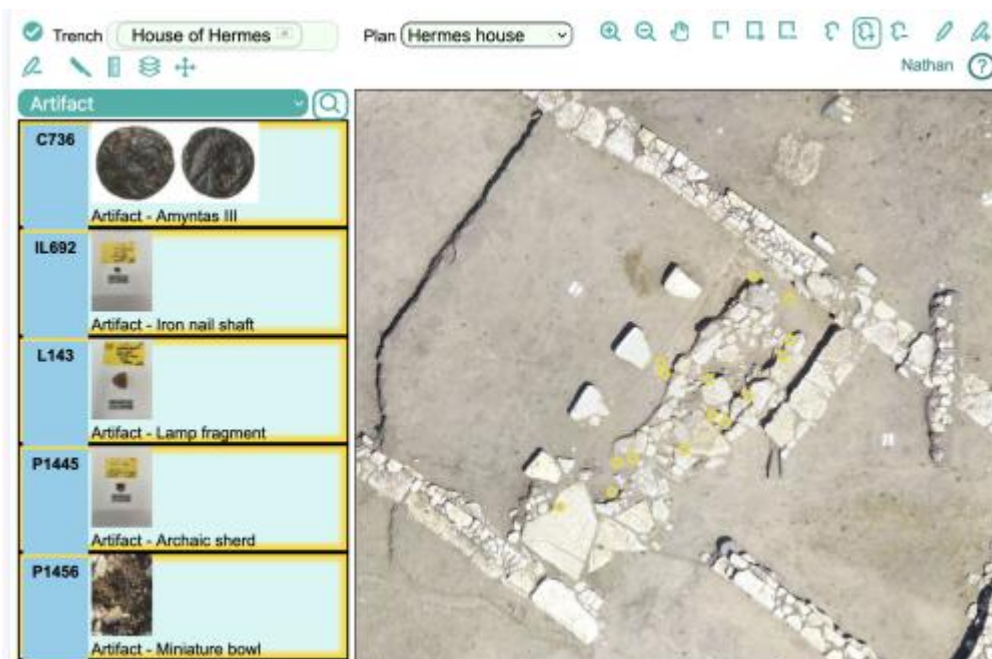 Trench House of Hermes Plan Hermes house
Nathan ?
Artifact
C736
Artifact - Amyntas III
IL692
Artifact - Iron nail shaft
L143
Artifact - Lamp fragment
P1445
Artifact - Archaic sherd
P1456
Artifact - Miniature bowl